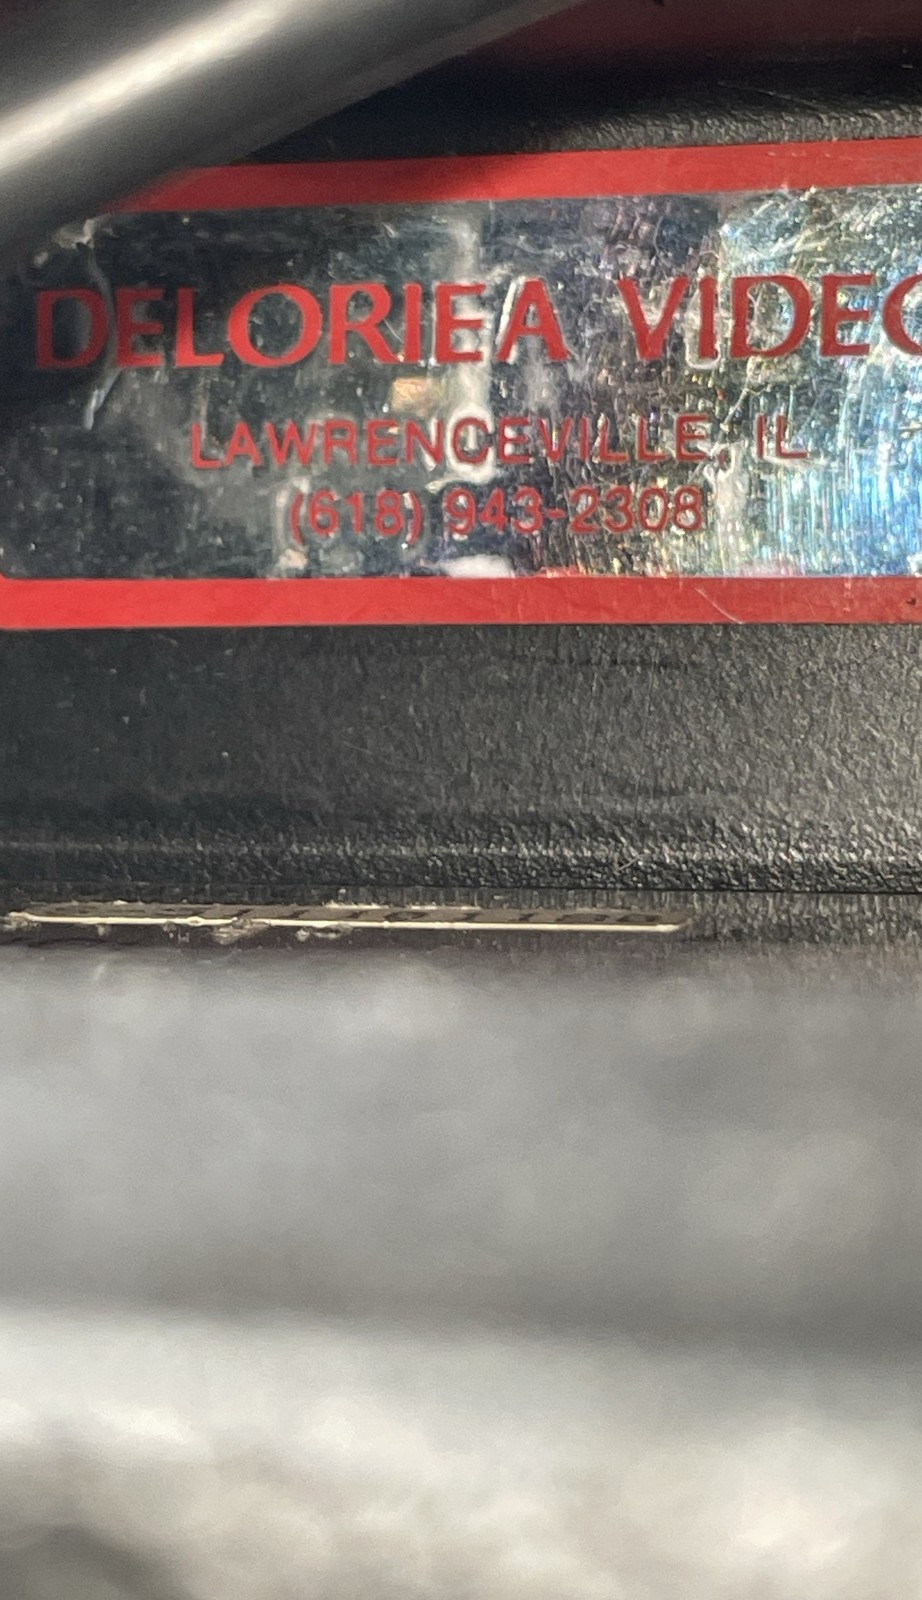 DELORIEA VIDEO
LAWRENCEVILLE, IL
(618) 943-2308